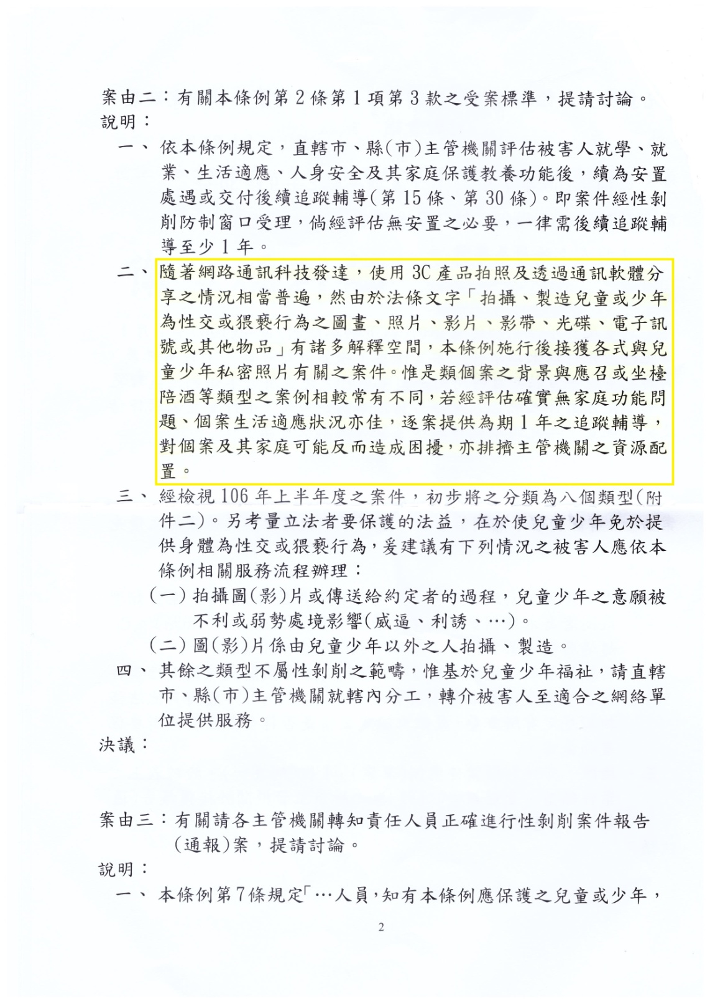 案由二：有關本條例第 2 條第 1 項第 3 款之受案標準，提請討論。
說明：
一、依本條例規定，直轄市、縣(市)主管機關評估被害人就學、就
業、生活適應、人身安全及其家庭保護教養功能後，續為安置
處遇或交付後續追蹤輔導(第 15 條、第 30 條)。即案件經性剝
削防制窗口受理，倘經評估無安置之必要，一律需後續追蹤輔
導至少 1 年。
二、隨著網路通訊科技發達，使用 3C 產品拍照及透過通訊軟體分
享之情況相當普遍，然由於法條文字「拍攝、製造兒童或少年
為性交或猥褻行為之圖畫、照片、影片、影帶、光碟、電子訊
號或其他物品」有諸多解釋空間，本條例施行後接獲各式與兒
童少年私密照片有關之案件。惟是類個案之背景與應召或坐檯
陪酒等類型之案例相較常有不同，若經評估確實無家庭功能問
題、個案生活適應狀況亦佳，逐案提供為期 1 年之追蹤輔導，
對個案及其家庭可能反而造成困擾，亦排擠主管機關之資源配
置。
三、經檢視 106 年上半年度之案件，初步將之分類為八個類型(附
件二)。另考量立法者要保護的法益，在於使兒童少年免於提
供身體為性交或猥褻行為，爰建議有下列情況之被害人應依本
條例相關服務流程辦理：
(一)拍攝圖(影)片或傳送給約定者的過程，兒童少年之意願被
不利或弱勢處境影響(威逼、利誘、…)。
(二)圖(影)片係由兒童少年以外之人拍攝、製造。
四、其餘之類型不屬性剝削之範疇，惟基於兒童少年福祉，請直轄
市、縣(市)主管機關就轄內分工，轉介被害人至適合之網絡單
位提供服務。
決議：
案由三：有關請各主管機關轉知責任人員正確進行性剝削案件報告
(通報)案，提請討論。
說明：
一、本條例第 7 條規定「…人員，知有本條例應保護之兒童或少年，
2